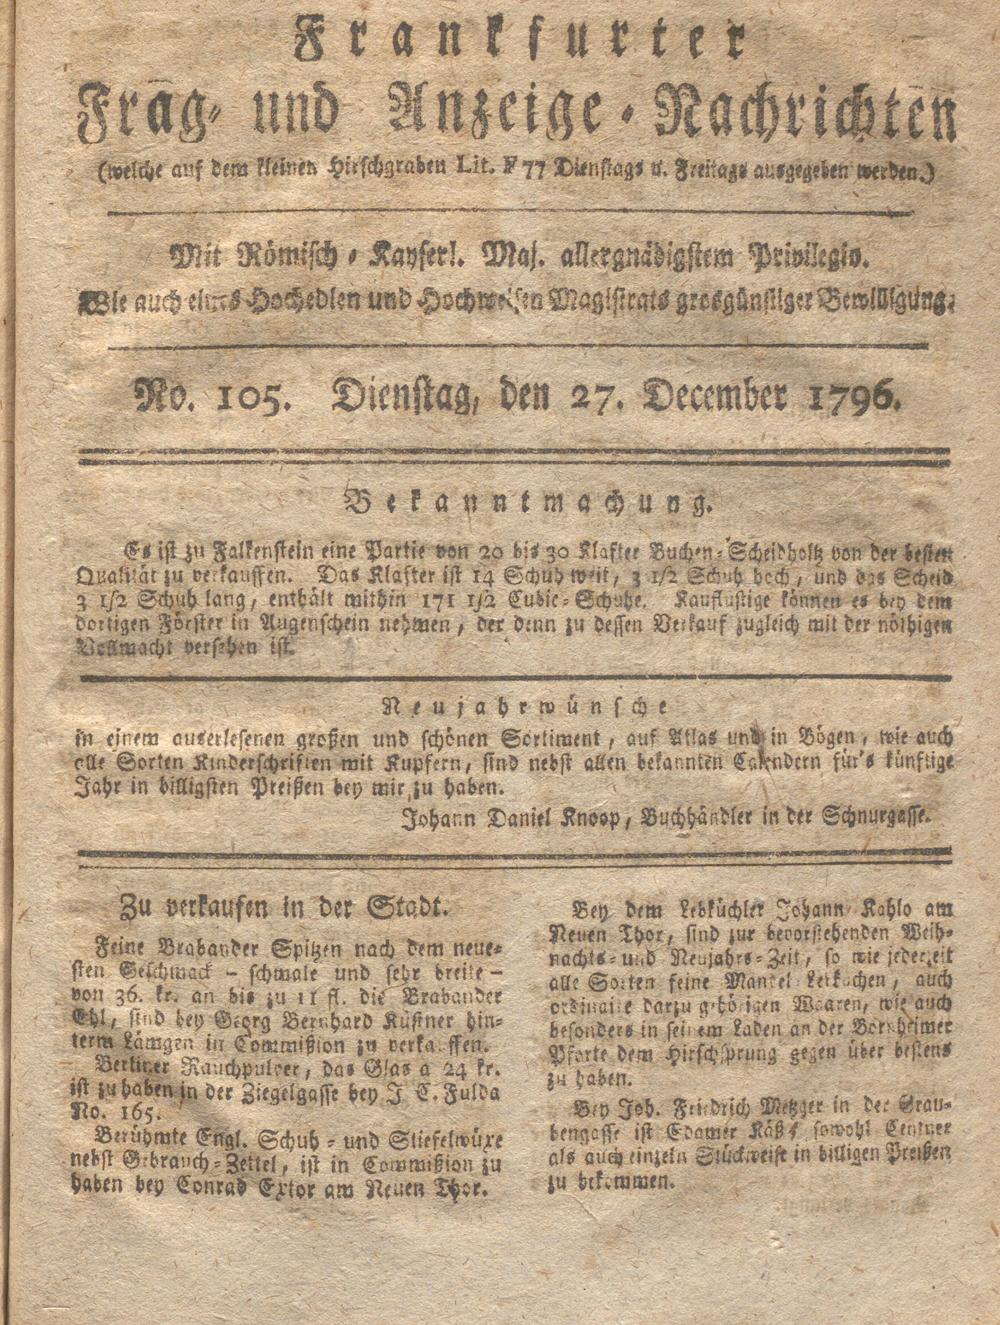 Frankfurter
Frag- und Anzeige-Nachrichten
(welche auf dem kleinen Hirschgraben Lit. F 77 Dienstags u. Freitags ausgegeben werden.)
Mit Römisch-Kayserl. Maj. allergnädigstem Privilegio.
Wie auch eines Hochedlen und Hochweisen Magistrats grosgünstiger Bewilligung.
No. 105. Dienstag, den 27. December 1796.
Bekanntmachung.
Es ist zu Falkenstein eine Partie von 20 bis 30 Klafter Buchen-Scheidholtz von der besten
Qualität zu verkauffen. Das Klafter ist 14 Schuh weit, 3 1/2 Schuh hoch, und das Scheid
3 1/2 Schuh lang, enthält mithin 171 1/2 Cubic-Schuhe. Kauflustige können es bey dem
dortigen Förster in Augenschein nehmen, der denn zu dessen Verkauf zugleich mit der nöthigen
Vollmacht versehen ist.
Neujahrwünsche
in einem auserlesenen großen und schönen Sortiment, auf Atlas und in Bögen, wie auch
alle Sorten Kinderschriften mit Kupfern, sind nebst allen bekannten Calendern für's künftige
Jahr in billigsten Preißen bey mir zu haben.
Johann Daniel Knoop, Buchhändler in der Schnurgasse.
Zu verkaufen in der Stadt.
Feine Brabander Spitzen nach dem neue-
sten Geschmack – schmale und sehr breite –
von 36. kr. an bis zu 11 fl. die Brabander
Ehl, sind bey Georg Bernhard Küstner hin-
term Lämgen in Commißion zu verkauffen.
Berliner Rauchpulver, das Glas a 24 kr.
ist zu haben in der Ziegelgasse bey J. C. Fulda
No. 165.
Berühmte Engl. Schuh- und Stiefelwüxe
nebst Gebrauch-Zettel, ist in Commißion zu
haben bey Conrad Extor am Neuen Thor.
Bey dem Lebküchler Johann Kahlo am
Neuen Thor, sind zur bevorstehenden Weih-
nachts- und Neujahrs-Zeit, so wie jederzeit
alle Sorten feine Mandel Lebkuchen, auch
ordinaire darzu gehörigen Waaren, wie auch
besonders in seinem Laden an der Bornheimer
Pforte dem Hirschsprung gegen über bestens
zu haben.
Bey Joh. Friedrich Metzger in der Grau-
bengasse ist Edamer Käß, sowohl Centner
als auch einzeln Stückweise in billigen Preißen
zu bekommen.